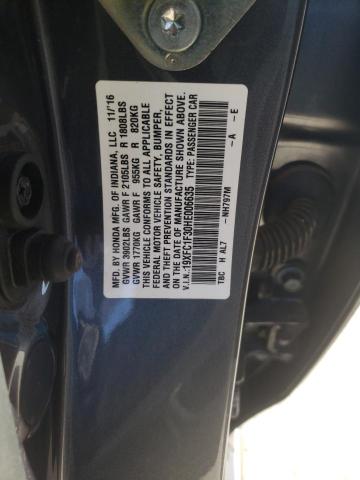 MFD. BY HONDA MFG. OF INDIANA, LLC 11/16
GVWR 3902LBS GAWR F 2105LBS R 1808LBS
GVWR 1770KG GAWR F 955KG R 820KG
THIS VEHICLE CONFORMS TO ALL APPLICABLE
FEDERAL MOTOR VEHICLE SAFETY, BUMPER,
AND THEFT PREVENTION STANDARDS IN EFFECT
ON THE DATE OF MANUFACTURE SHOWN ABOVE.
V.I.N.:19XFC1F30HE006635 TYPE: PASSENGER CAR
TBC H AL7 -NH797M -A -E